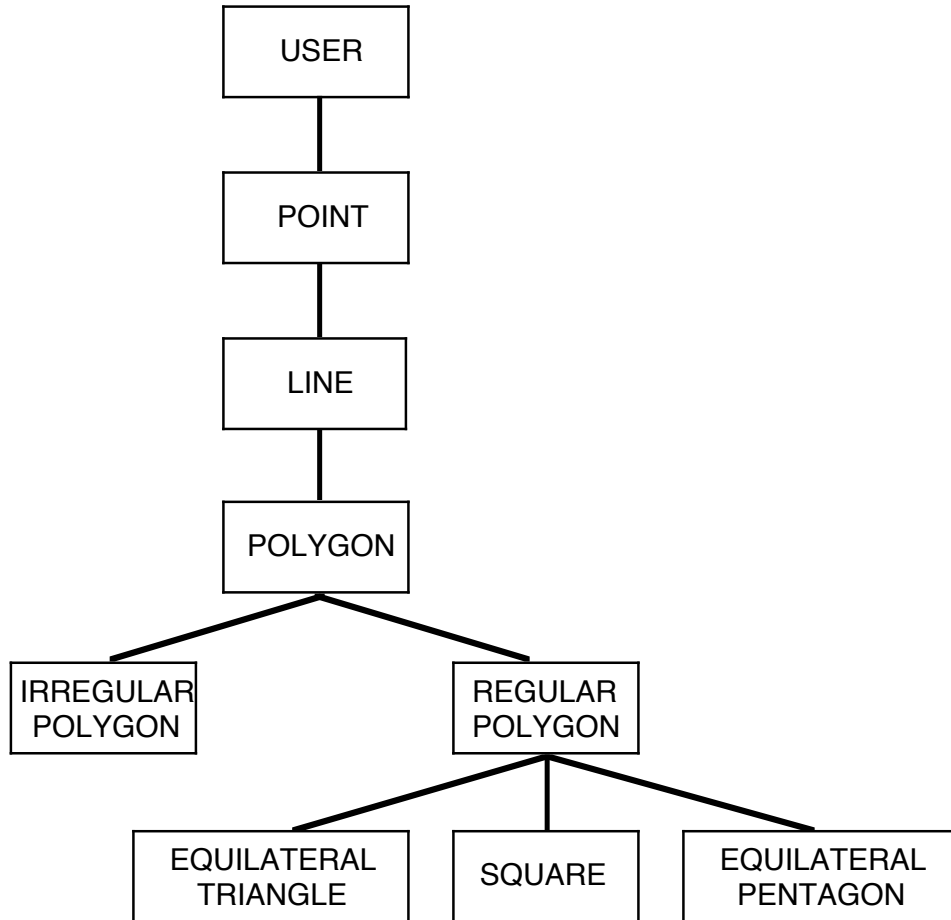 USER
POINT
LINE
POLYGON
IRREGULAR
POLYGON
REGULAR
POLYGON
EQUILATERAL
TRIANGLE
SQUARE
EQUILATERAL
PENTAGON